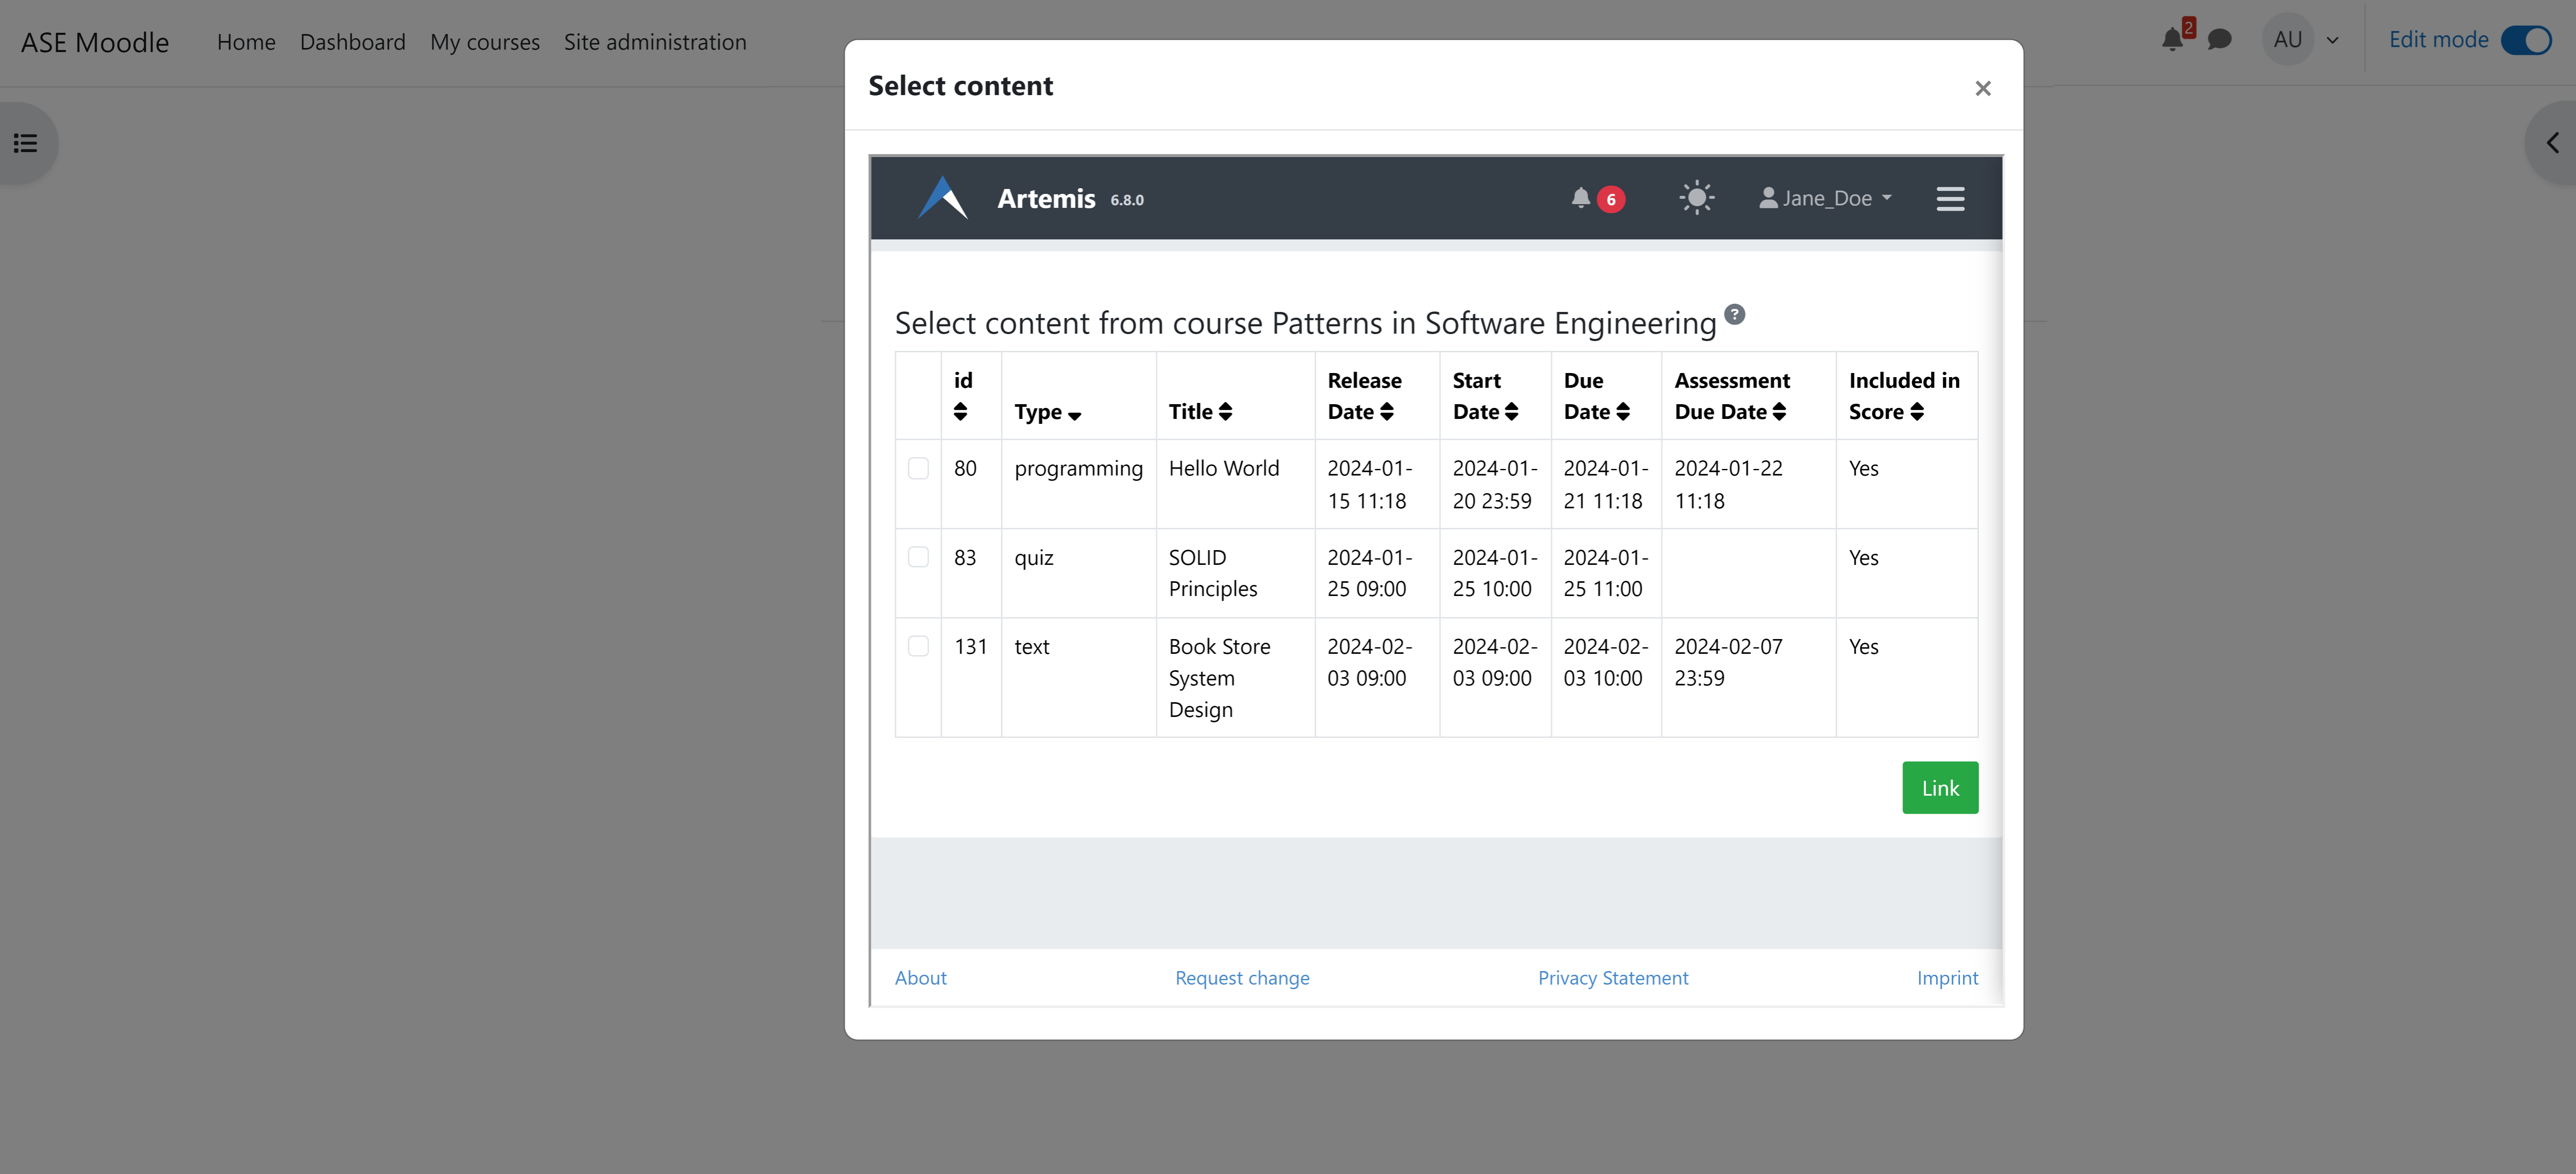 ASE Moodle Home Dashboard My courses Site administration 2 AU Edit mode
Select content ×
Artemis 6.8.0 6 Jane_Doe
Select content from course Patterns in Software Engineering ?
id Release Start Due Assessment Included in
Type Title Date Date Date Due Date Score
80 programming Hello World 2024-01- 2024-01- 2024-01- 2024-01-22 Yes
15 11:18 20 23:59 21 11:18 11:18
83 quiz SOLID 2024-01- 2024-01- 2024-01- Yes
Principles 25 09:00 25 10:00 25 11:00
131 text Book Store 2024-02- 2024-02- 2024-02- 2024-02-07 Yes
System 03 09:00 03 09:00 03 10:00 23:59
Design
Link
About Request change Privacy Statement Imprint